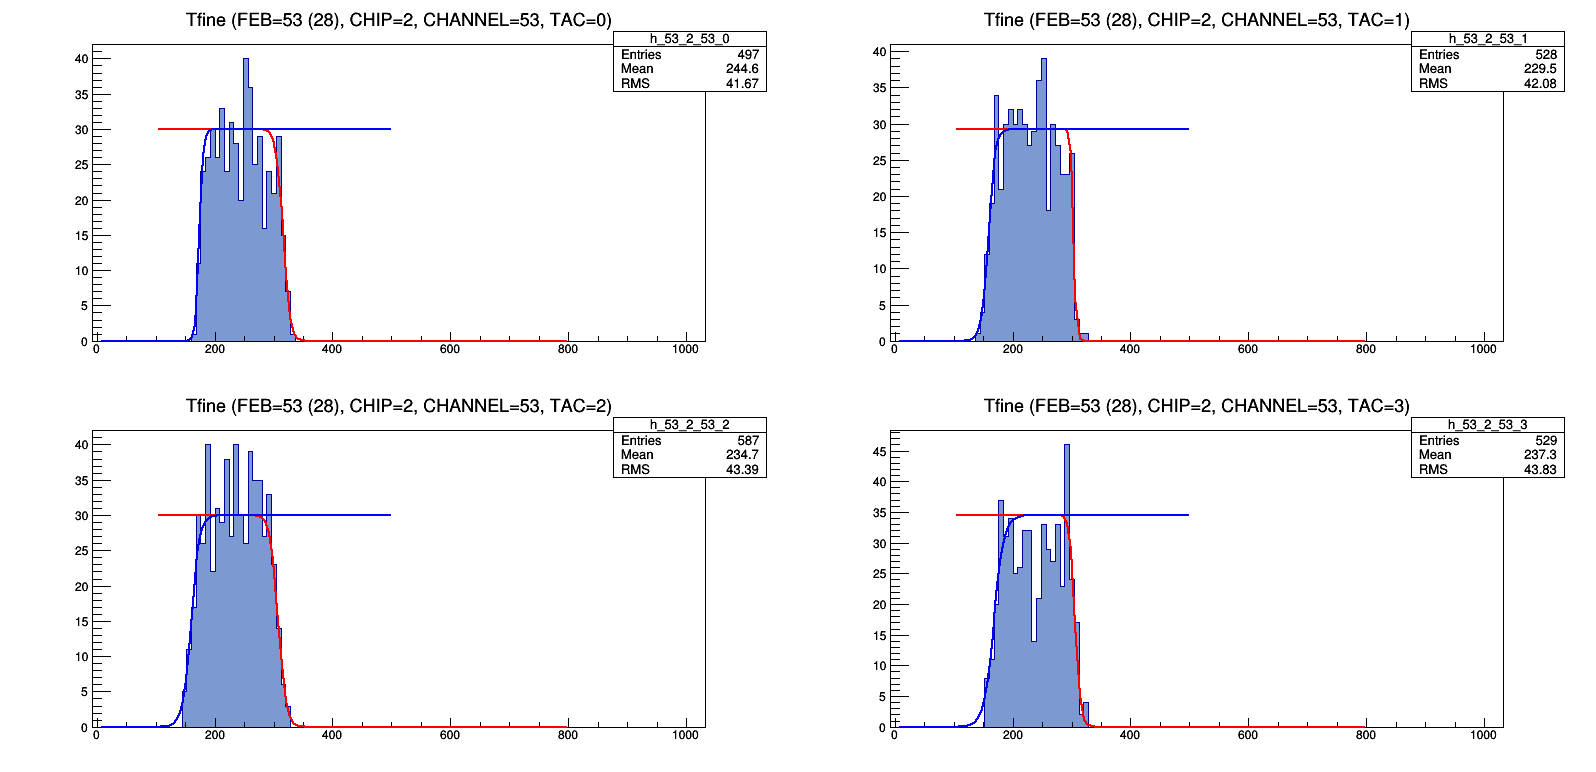 Tfine (FEB=53 (28), CHIP=2, CHANNEL=53, TAC=0)
h_53_2_53_0
Entries 497
Mean 244.6
RMS 41.67
40
35
30
25
20
15
10
5
0
0 200 400 600 800 1000
Tfine (FEB=53 (28), CHIP=2, CHANNEL=53, TAC=1)
h_53_2_53_1
Entries 528
Mean 229.5
RMS 42.08
40
35
30
25
20
15
10
5
0
0 200 400 600 800 1000
Tfine (FEB=53 (28), CHIP=2, CHANNEL=53, TAC=2)
h_53_2_53_2
Entries 587
Mean 234.7
RMS 43.39
40
35
30
25
20
15
10
5
0
0 200 400 600 800 1000
Tfine (FEB=53 (28), CHIP=2, CHANNEL=53, TAC=3)
h_53_2_53_3
Entries 529
Mean 237.3
RMS 43.83
45
40
35
30
25
20
15
10
5
0
0 200 400 600 800 1000